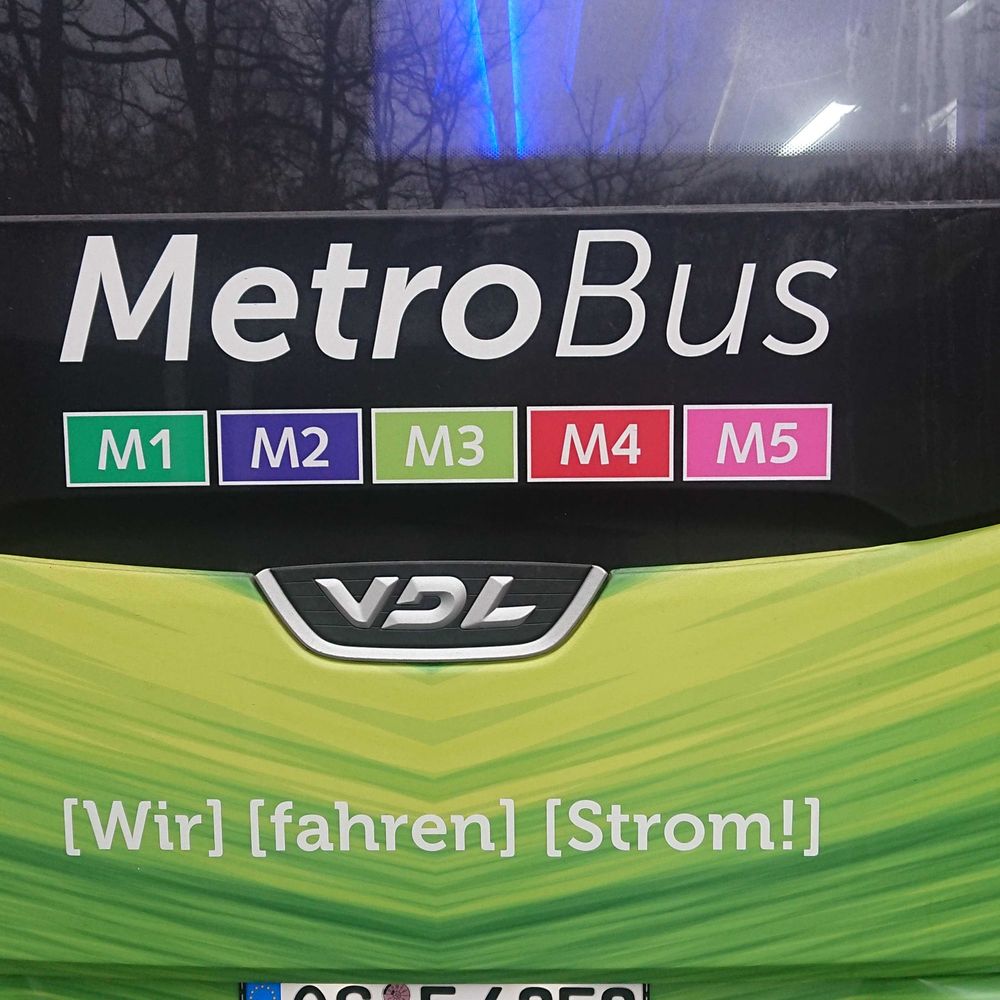 MetroBus
M1 M2 M3 M4 M5
VDL
[Wir] [fahren] [Strom!]